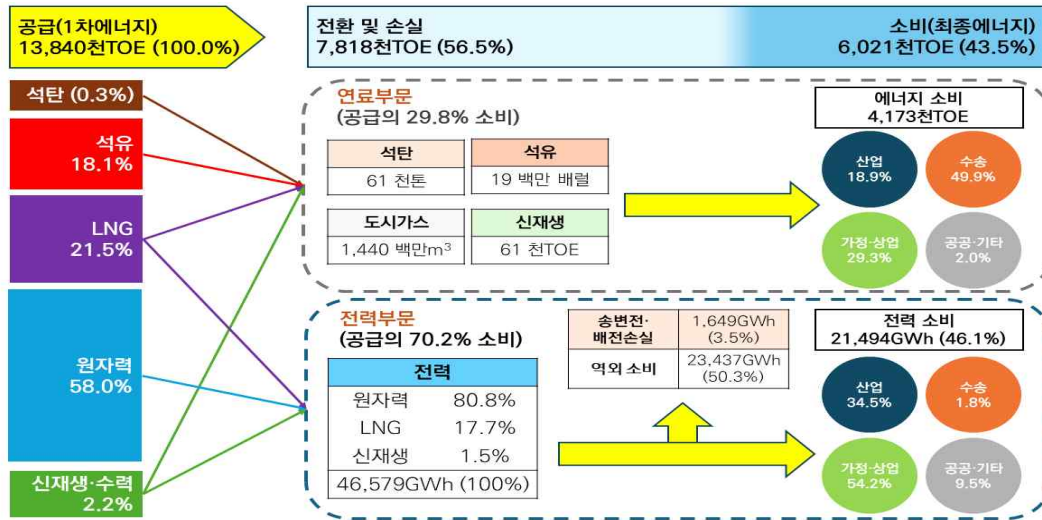 공급(1차에너지)
13,840천TOE (100.0%)
전환 및 손실
7,818천TOE (56.5%)
소비(최종에너지)
6,021천TOE (43.5%)
석탄 (0.3%)
석유
18.1%
LNG
21.5%
원자력
58.0%
신재생·수력
2.2%
연료부문
(공급의 29.8% 소비)
석탄
61 천톤
석유
19 백만 배럴
도시가스
1,440 백만m³
신재생
61 천TOE
에너지 소비
4,173천TOE
산업
18.9%
수송
49.9%
가정·상업
29.3%
공공·기타
2.0%
전력부문
(공급의 70.2% 소비)
전력
원자력 80.8%
LNG 17.7%
신재생 1.5%
46,579GWh (100%)
송변전·
배전손실
1,649GWh
(3.5%)
역외 소비
23,437GWh
(50.3%)
전력 소비
21,494GWh (46.1%)
산업
34.5%
수송
1.8%
가정·상업
54.2%
공공·기타
9.5%